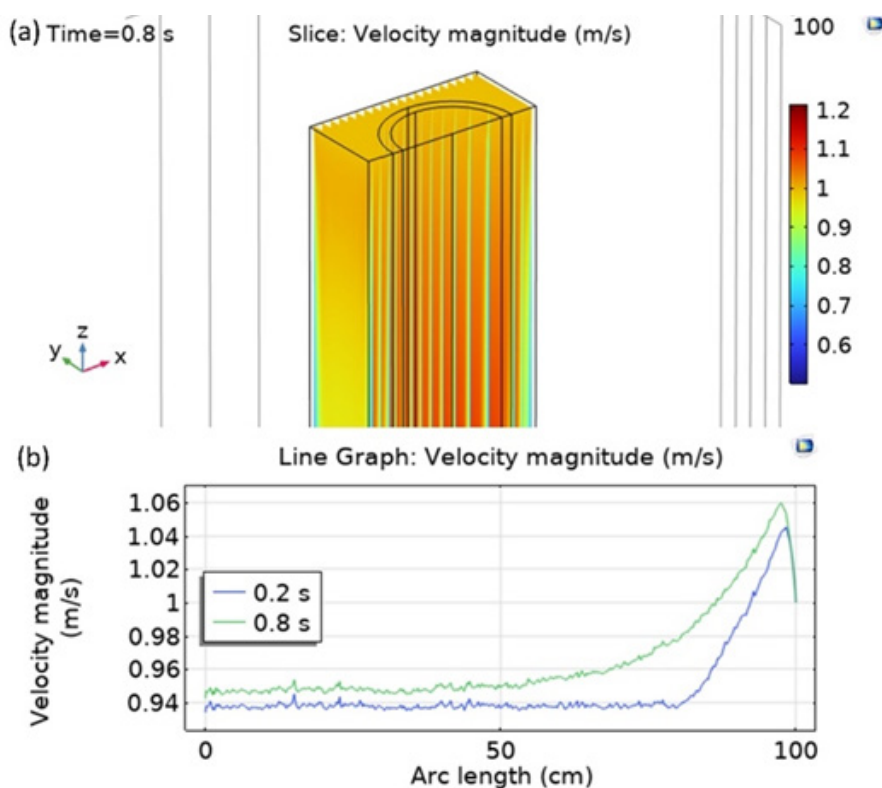 (a) Time=0.8 s Slice: Velocity magnitude (m/s) 100
1.2
1.1
1
0.9
0.8
0.7
0.6
z
y
x
(b) Line Graph: Velocity magnitude (m/s)
Velocity magnitude
(m/s)
1.06
1.04
1.02
1
0.98
0.96
0.94
0.2 s
0.8 s
0 50 100
Arc length (cm)